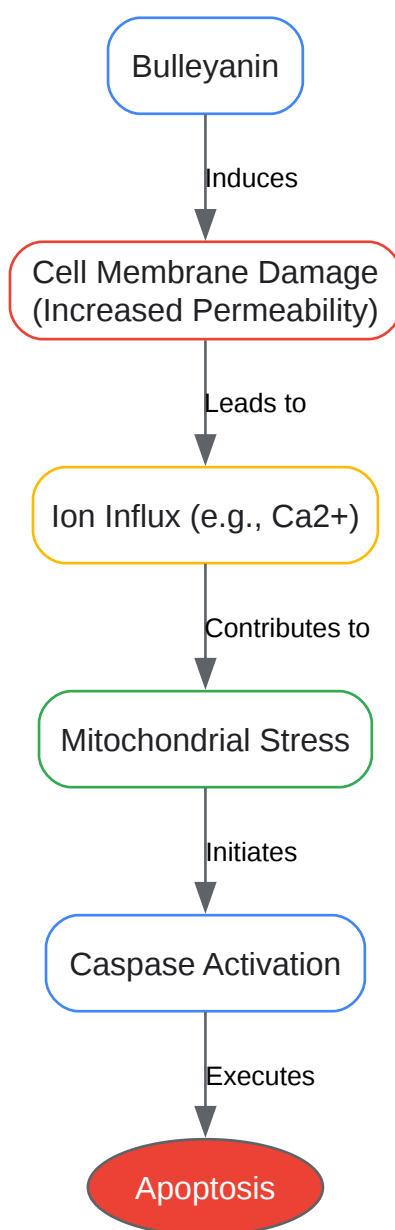 Bulleyanin
Induces
Cell Membrane Damage
(Increased Permeability)
Leads to
Ion Influx (e.g., Ca2+)
Contributes to
Mitochondrial Stress
Initiates
Caspase Activation
Executes
Apoptosis